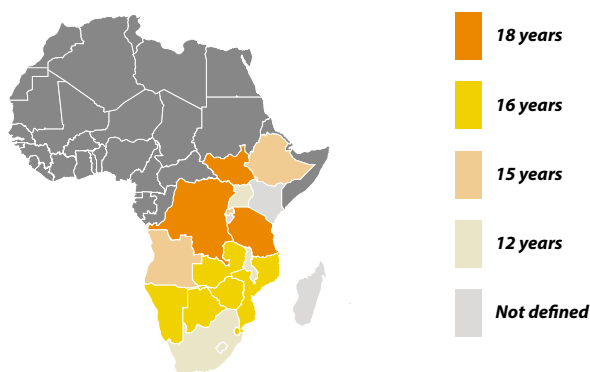 18 years
16 years
15 years
12 years
Not defined